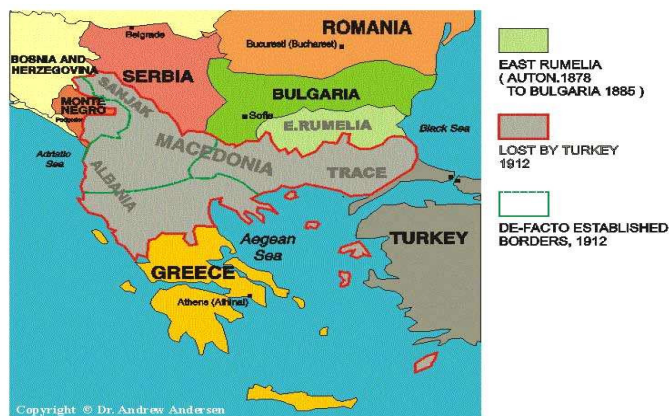 ROMANIA
Belgrade
Bucuresti (Bucharest)
BOSNIA AND
HERZEGOVINA
SERBIA
SANJAK
BULGARIA
MONTE
NEGRO
Sofia
E.RUMELIA
Black Sea
MACEDONIA
Adriatic
Sea
ALBANIA
TRACE
Aegean
Sea
TURKEY
GREECE
Athens (Athinai)
Copyright © Dr. Andrew Andersen
EAST RUMELIA
( AUTON.1878
TO BULGARIA 1885 )
LOST BY TURKEY
1912
DE-FACTO ESTABLISHED
BORDERS, 1912